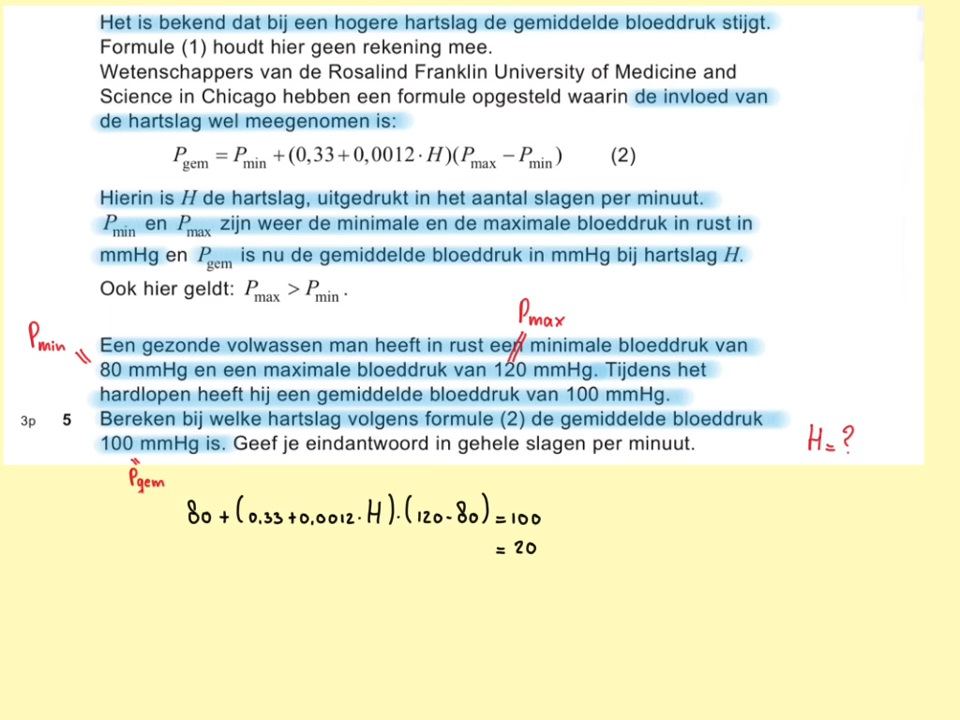 Het is bekend dat bij een hogere hartslag de gemiddelde bloeddruk stijgt.
Formule (1) houdt hier geen rekening mee.
Wetenschappers van de Rosalind Franklin University of Medicine and
Science in Chicago hebben een formule opgesteld waarin de invloed van
de hartslag wel meegenomen is:
P_gem = P_min + (0,33 + 0,0012 · H)(P_max − P_min) (2)
Hierin is H de hartslag, uitgedrukt in het aantal slagen per minuut.
P_min en P_max zijn weer de minimale en de maximale bloeddruk in rust in
mmHg en P_gem is nu de gemiddelde bloeddruk in mmHg bij hartslag H.
Ook hier geldt: P_max > P_min.
P_max
P_min
Een gezonde volwassen man heeft in rust een minimale bloeddruk van
80 mmHg en een maximale bloeddruk van 120 mmHg. Tijdens het
hardlopen heeft hij een gemiddelde bloeddruk van 100 mmHg.
3p 5 Bereken bij welke hartslag volgens formule (2) de gemiddelde bloeddruk
100 mmHg is. Geef je eindantwoord in gehele slagen per minuut.
H = ?
P_gem
80 + (0,33 + 0,0012 · H) · (120 - 80) = 100
= 20